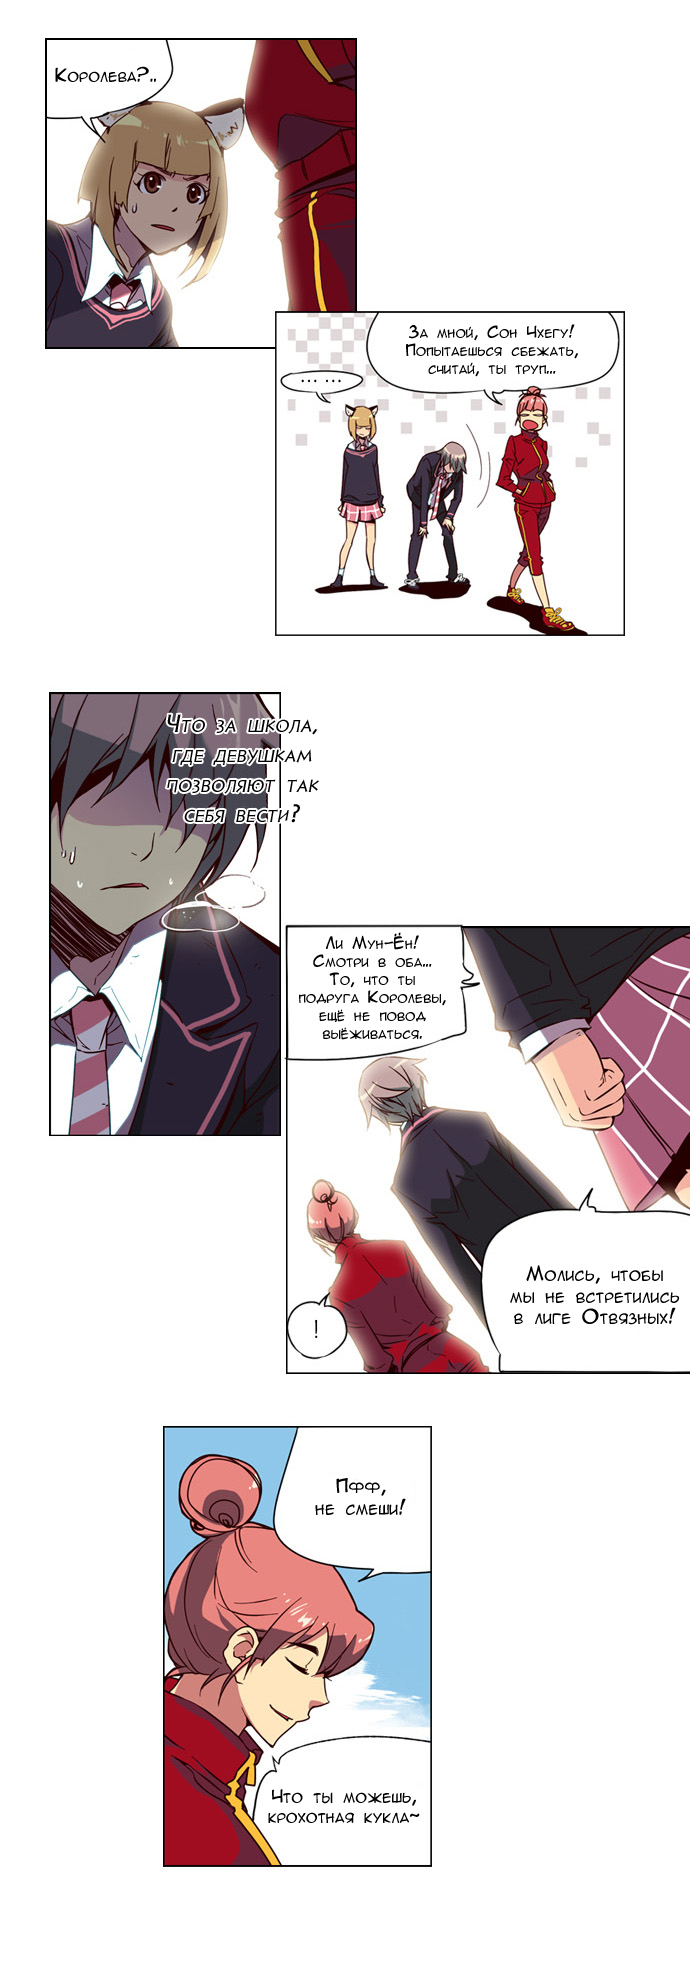 Королева?..
За мной, Сон Чхегу!
Попытаешься сбежать,
считай, ты труп...
... ...
Что за школа,
где девушкам
позволяют так
себя вести?
Ли Мун-Ён!
Смотри в оба...
То, что ты
подруга Королевы,
ещё не повод
выёживаться.
Молись, чтобы
мы не встретились
в лиге Отвязных!
!
Пффф,
не смеши!
Что ты можешь,
крохотная кукла~